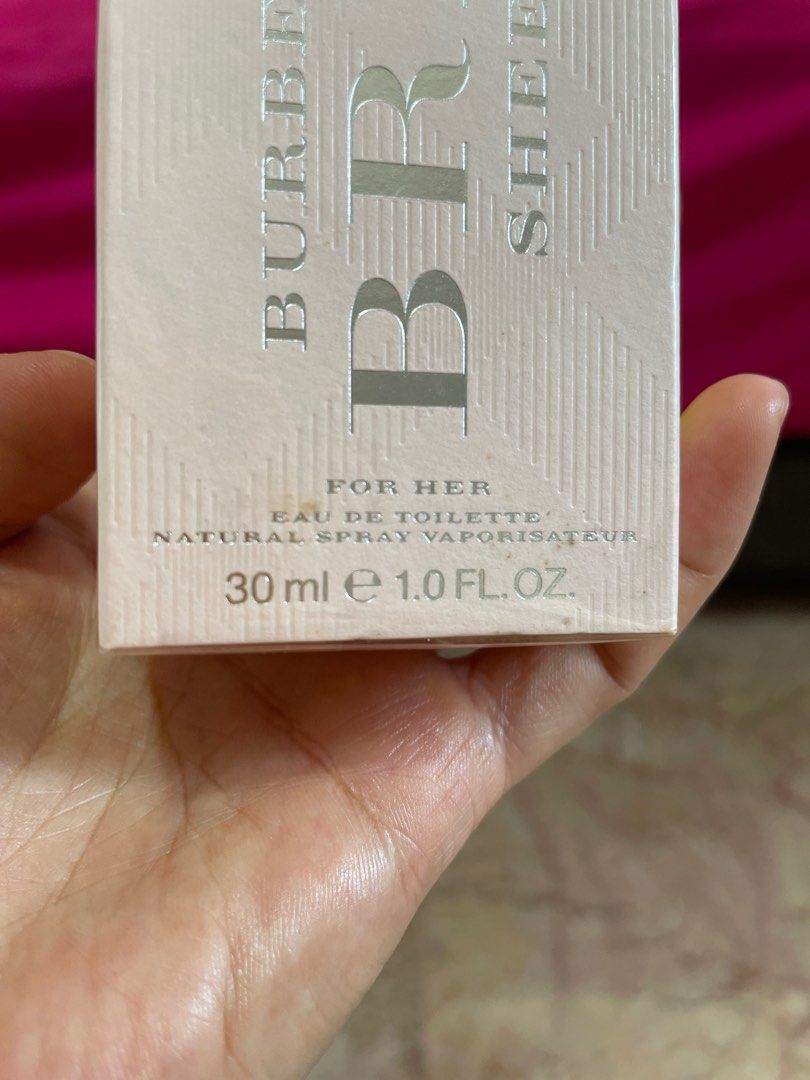 BURBE
BR
SHEE
FOR HER
EAU DE TOILETTE
NATURAL SPRAY VAPORISATEUR
30 ml e 1.0 FL. OZ.